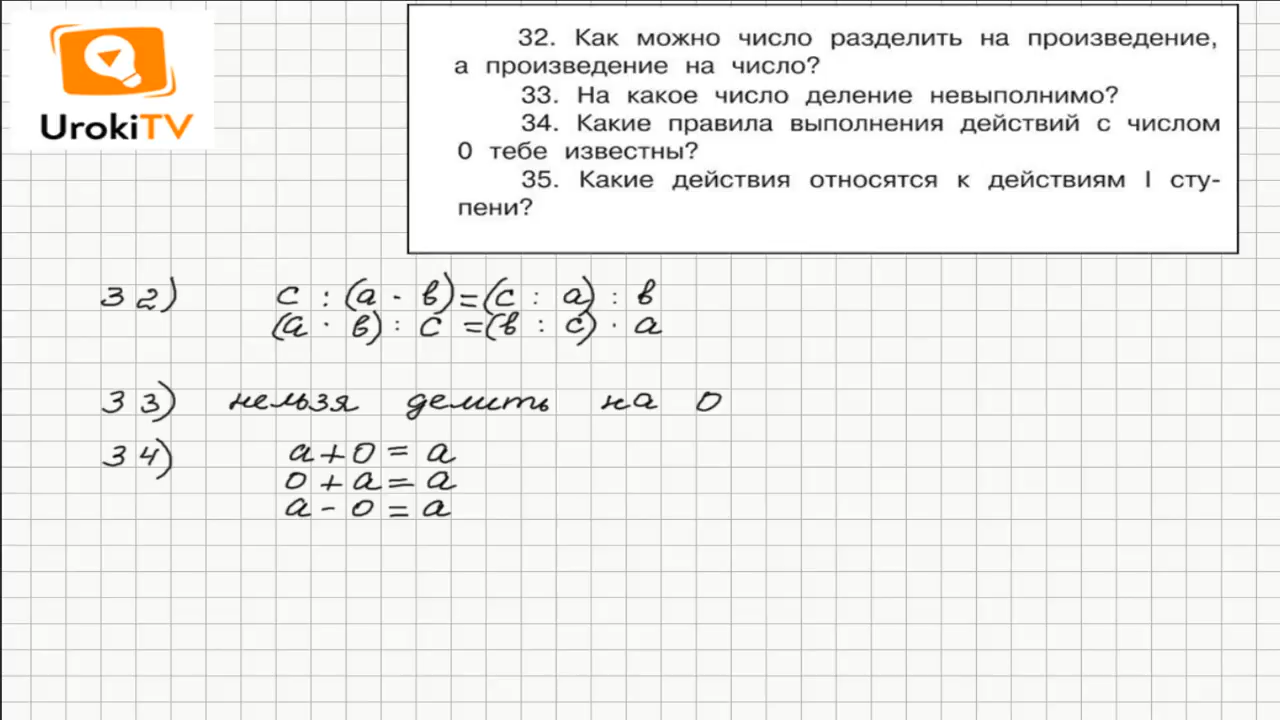 UrokiTV
32. Как можно число разделить на произведение,
а произведение на число?
33. На какое число деление невыполнимо?
34. Какие правила выполнения действий с числом
0 тебе известны?
35. Какие действия относятся к действиям I сту-
пени?
32) с : (а · в) = (с : а) : в
(а · в) : с = (в : с) · а
33) нельзя делить на 0
34) а + 0 = а
0 + а = а
а - 0 = а